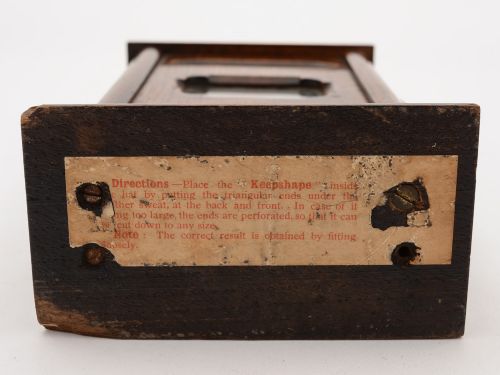 Directions—Place the "Keepshape" inside
hat by putting the triangular ends under the
sweat, at the back and front. In case of it
too large, the ends are perforated, so that it can
cut down to any size.
Note: The correct result is obtained by fitting